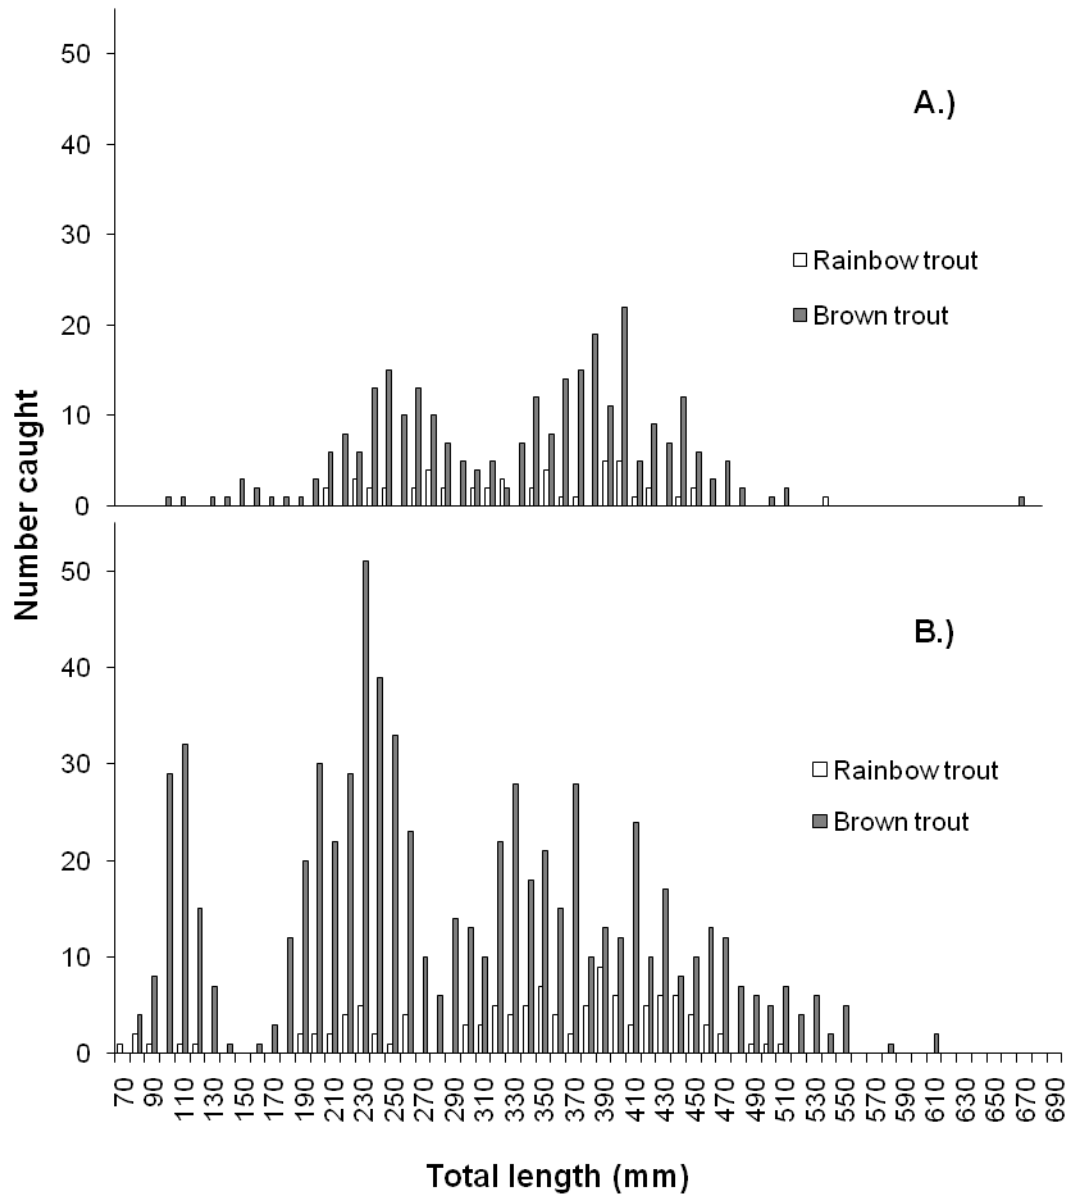 50
40
30
20
10
0
A.)
Rainbow trout
Brown trout
Number caught
50
40
30
20
10
0
B.)
Rainbow trout
Brown trout
70 90 110 130 150 170 190 210 230 250 270 290 310 330 350 370 390 410 430 450 470 490 510 530 550 570 590 610 630 650 670 690
Total length (mm)